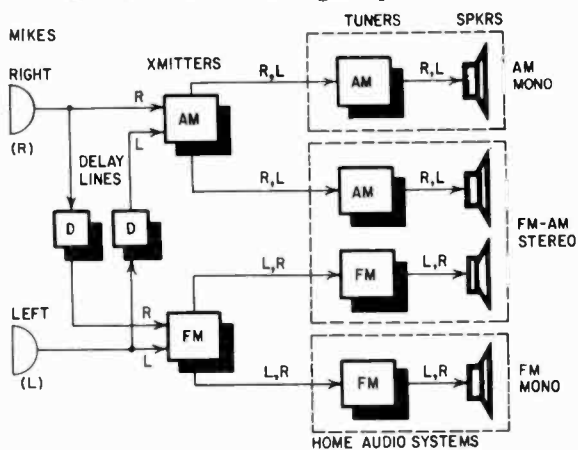 TUNERS SPKRS
MIKES
XMITTERS
RIGHT
R
AM
R,L
AM
R,L
AM
MONO
(R)
L
DELAY
LINES
R,L
AM
R,L
D
D
FM-AM
STEREO
LEFT
R
L,R
FM
L,R
(L)
L
FM
L,R
FM
L,R
FM
MONO
HOME AUDIO SYSTEMS